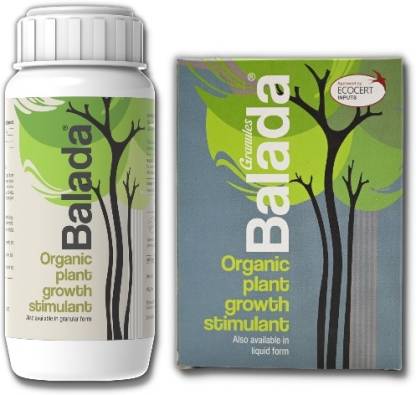 Balada®
Organic
plant
growth
stimulant
Also available in granular form
Granules
Balada®
Approved by
ECOCERT
INPUTS
Organic
plant
growth
stimulant
Also available in
liquid form